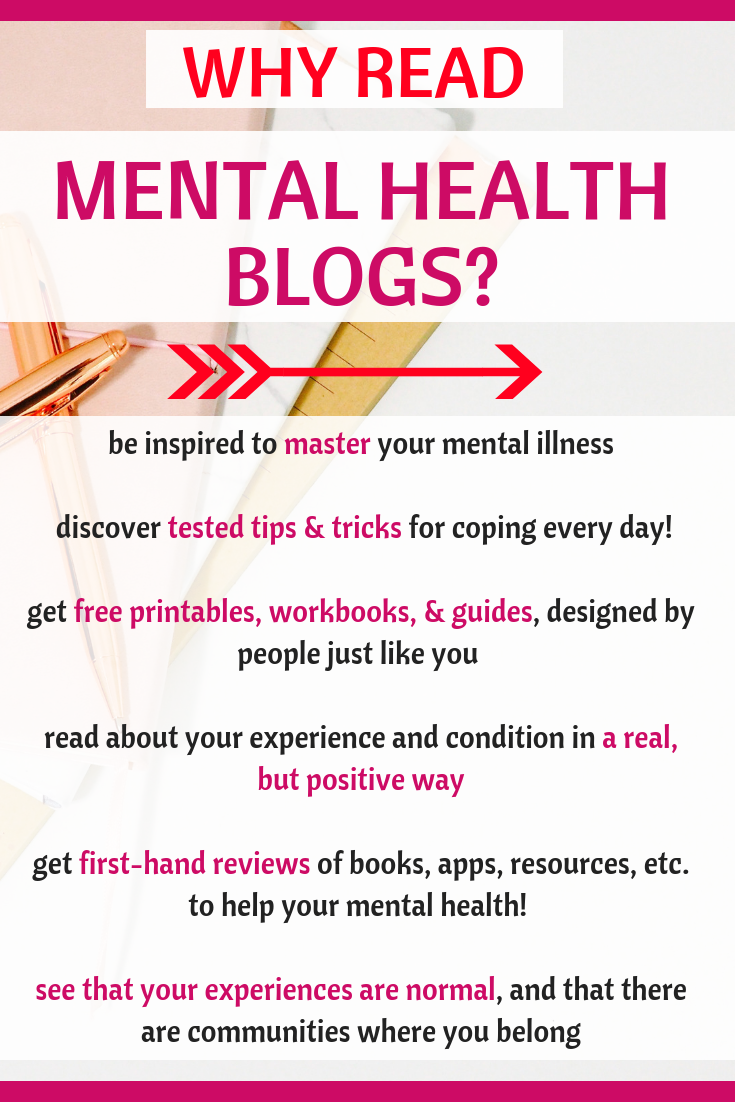 WHY READ
MENTAL HEALTH
BLOGS?
be inspired to master your mental illness
discover tested tips & tricks for coping every day!
get free printables, workbooks, & guides, designed by
people just like you
read about your experience and condition in a real,
but positive way
get first-hand reviews of books, apps, resources, etc.
to help your mental health!
see that your experiences are normal, and that there
are communities where you belong